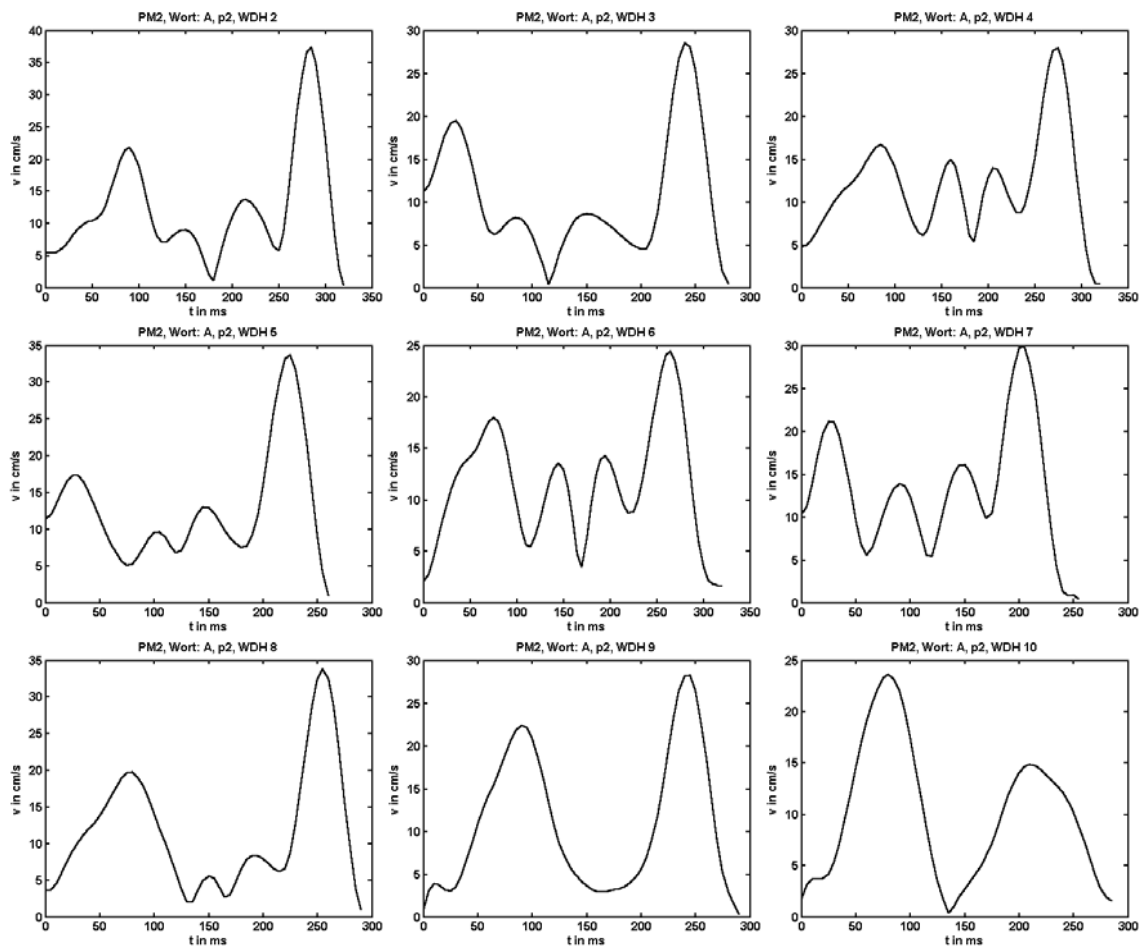 PM2, Wort: A, p2, WDH 2
40
35
30
25
20
15
10
5
0
v in cm/s
0 50 100 150 200 250 300 350
t in ms
PM2, Wort: A, p2, WDH 3
30
25
20
15
10
5
0
v in cm/s
0 50 100 150 200 250 300
t in ms
PM2, Wort: A, p2, WDH 4
30
25
20
15
10
5
0
v in cm/s
0 50 100 150 200 250 300 350
t in ms
PM2, Wort: A, p2, WDH 5
35
30
25
20
15
10
5
0
v in cm/s
0 50 100 150 200 250 300
t in ms
PM2, Wort: A, p2, WDH 6
25
20
15
10
5
0
v in cm/s
0 50 100 150 200 250 300 350
t in ms
PM2, Wort: A, p2, WDH 7
30
25
20
15
10
5
0
v in cm/s
0 50 100 150 200 250 300
t in ms
PM2, Wort: A, p2, WDH 8
35
30
25
20
15
10
5
0
v in cm/s
0 50 100 150 200 250 300
t in ms
PM2, Wort: A, p2, WDH 9
30
25
20
15
10
5
0
v in cm/s
0 50 100 150 200 250 300
t in ms
PM2, Wort: A, p2, WDH 10
25
20
15
10
5
0
v in cm/s
0 50 100 150 200 250 300
t in ms